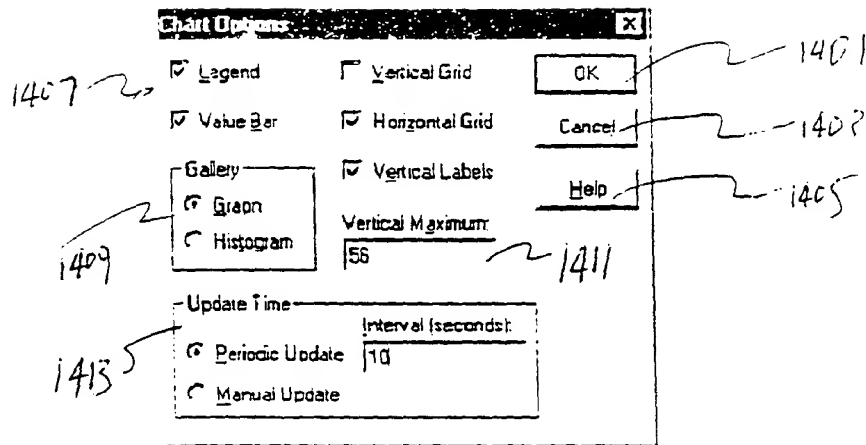 Chart Options
Legend
Vertical Grid
OK
1401
1407
Value Bar
Horizontal Grid
Cancel
1403
Gallery
Vertical Labels
Help
1405
Graph
Histogram
1409
Vertical Maximum:
56
1411
Update Time
Interval (seconds):
Periodic Update
10
Manual Update
1413